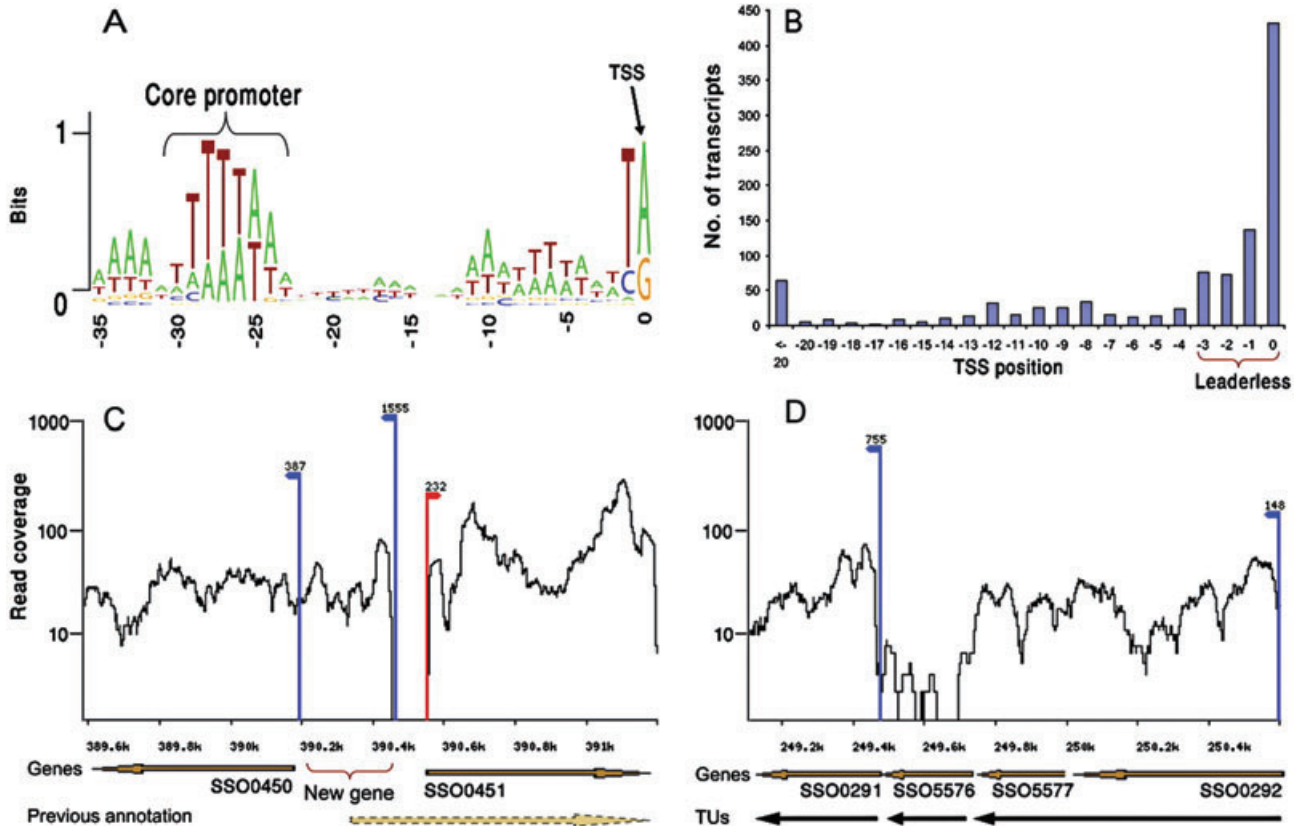 A
TSS
Core promoter
Bits
1
0
-35
-30
-25
-20
-15
-10
-5
0
B
No. of transcripts
450
400
350
300
250
200
150
100
50
0
<-20
-20 -19 -18 -17 -16 -15 -14 -13 -12 -11 -10 -9 -8 -7 -6 -5 -4 -3 -2 -1 0
TSS position
Leaderless
C
Read coverage
1000
100
10
387
1555
232
389.6k 389.8k 390k 390.2k 390.4k 390.6k 390.8k 391k
Genes
SSO0450
New gene
SSO0451
Previous annotation
D
1000
100
10
755
148
249.2k 249.4k 249.6k 249.8k 250k 250.2k 250.4k
Genes
SSO0291 SSO5576 SSO5577 SSO0292
TUs